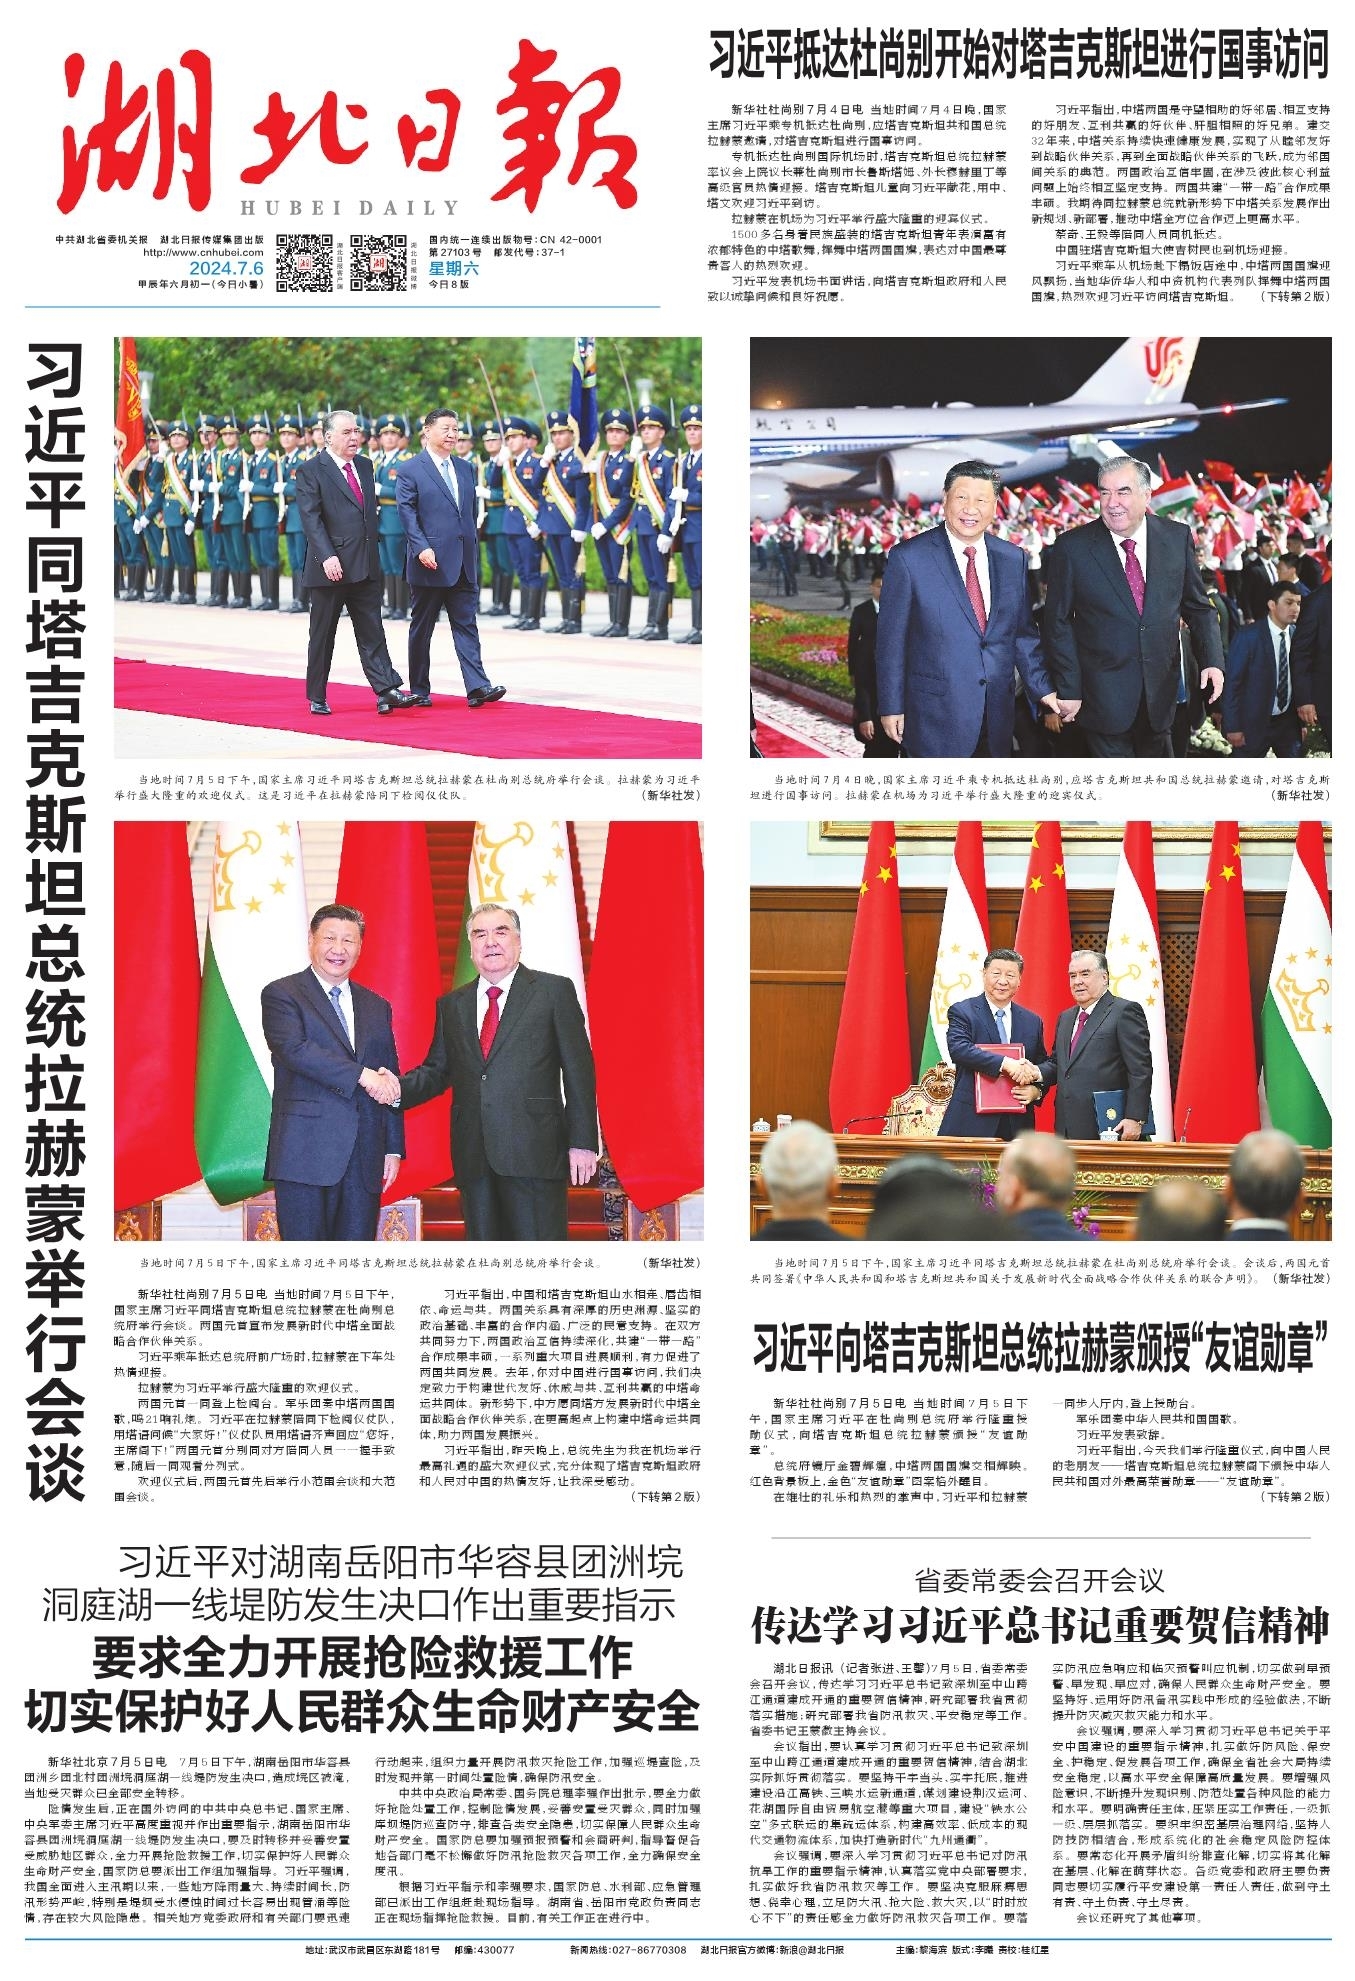 湖北日報
HUBEI DAILY
中共湖北省委机关报 湖北日报传媒集团出版
http://www.cnhubei.com
2024.7.6
甲辰年六月初一(今日小暑)
湖北日报客户端
湖北日报微博
国内统一连续出版物号:CN 42-0001
第27103号 邮发代号:37-1
星期六
今日8版
习近平抵达杜尚别开始对塔吉克斯坦进行国事访问
新华社杜尚别7月4日电 当地时间7月4日晚,国家
主席习近平乘专机抵达杜尚别,应塔吉克斯坦共和国总统
拉赫蒙邀请,对塔吉克斯坦进行国事访问。
专机抵达杜尚别国际机场时,塔吉克斯坦总统拉赫蒙
率议会上院议长兼杜尚别市长鲁斯塔姆、外长穆赫里丁等
高级官员热情迎接。塔吉克斯坦儿童向习近平献花,用中、
塔文欢迎习近平到访。
拉赫蒙在机场为习近平举行盛大隆重的迎宾仪式。
1500多名身着民族盛装的塔吉克斯坦青年表演富有
浓郁特色的中塔歌舞,挥舞中塔两国国旗,表达对中国最尊
贵客人的热烈欢迎。
习近平发表机场书面讲话,向塔吉克斯坦政府和人民
致以诚挚问候和良好祝愿。
习近平指出,中塔两国是守望相助的好邻居、相互支持
的好朋友、互利共赢的好伙伴、肝胆相照的好兄弟。建交
32年来,中塔关系持续快速健康发展,实现了从睦邻友好
到战略伙伴关系,再到全面战略伙伴关系的飞跃,成为邻国
间关系的典范。两国政治互信牢固,在涉及彼此核心利益
问题上始终相互坚定支持。两国共建“一带一路”合作成果
丰硕。我期待同拉赫蒙总统就新形势下中塔关系发展作出
新规划、新部署,推动中塔全方位合作迈上更高水平。
蔡奇、王毅等陪同人员同机抵达。
中国驻塔吉克斯坦大使吉树民也到机场迎接。
习近平乘车从机场赴下榻饭店途中,中塔两国国旗迎
风飘扬,当地华侨华人和中资机构代表列队挥舞中塔两国
国旗,热烈欢迎习近平访问塔吉克斯坦。 (下转第2版)
习近平同塔吉克斯坦总统拉赫蒙举行会谈
当地时间7月5日下午,国家主席习近平同塔吉克斯坦总统拉赫蒙在杜尚别总统府举行会谈。拉赫蒙为习近平
举行盛大隆重的欢迎仪式。这是习近平在拉赫蒙陪同下检阅仪仗队。 (新华社发)
当地时间7月4日晚,国家主席习近平乘专机抵达杜尚别,应塔吉克斯坦共和国总统拉赫蒙邀请,对塔吉克斯
坦进行国事访问。拉赫蒙在机场为习近平举行盛大隆重的迎宾仪式。 (新华社发)
当地时间7月5日下午,国家主席习近平同塔吉克斯坦总统拉赫蒙在杜尚别总统府举行会谈。 (新华社发)
当地时间7月5日下午,国家主席习近平同塔吉克斯坦总统拉赫蒙在杜尚别总统府举行会谈。会谈后,两国元首
共同签署《中华人民共和国和塔吉克斯坦共和国关于发展新时代全面战略合作伙伴关系的联合声明》。 (新华社发)
新华社杜尚别7月5日电 当地时间7月5日下午,
国家主席习近平同塔吉克斯坦总统拉赫蒙在杜尚别总
统府举行会谈。两国元首宣布发展新时代中塔全面战
略合作伙伴关系。
习近平乘车抵达总统府前广场时,拉赫蒙在下车处
热情迎接。
拉赫蒙为习近平举行盛大隆重的欢迎仪式。
两国元首一同登上检阅台。军乐团奏中塔两国国
歌,鸣21响礼炮。习近平在拉赫蒙陪同下检阅仪仗队,
用塔语问候“大家好!”仪仗队员用塔语齐声回应“您好,
主席阁下!”两国元首分别同对方陪同人员一一握手致
意,随后一同观看分列式。
欢迎仪式后,两国元首先后举行小范围会谈和大范
围会谈。
习近平指出,中国和塔吉克斯坦山水相连、唇齿相
依、命运与共。两国关系具有深厚的历史渊源、坚实的
政治基础、丰富的合作内涵、广泛的民意支持。在双方
共同努力下,两国政治互信持续深化,共建“一带一路”
合作成果丰硕,一系列重大项目进展顺利,有力促进了
两国共同发展。去年,你对中国进行国事访问,我们决
定致力于构建世代友好、休戚与共、互利共赢的中塔命
运共同体。新形势下,中方愿同塔方发展新时代中塔全
面战略合作伙伴关系,在更高起点上构建中塔命运共同
体,助力两国发展振兴。
习近平指出,昨天晚上,总统先生为我在机场举行
最高礼遇的盛大欢迎仪式,充分体现了塔吉克斯坦政府
和人民对中国的热情友好,让我深受感动。
(下转第2版)
习近平向塔吉克斯坦总统拉赫蒙颁授“友谊勋章”
新华社杜尚别7月5日电 当地时间7月5日下
午,国家主席习近平在杜尚别总统府举行隆重授
勋仪式,向塔吉克斯坦总统拉赫蒙颁授“友谊勋
章”。
总统府镜厅金碧辉煌,中塔两国国旗交相辉映。
红色背景板上,金色“友谊勋章”图案格外醒目。
在雄壮的礼乐和热烈的掌声中,习近平和拉赫蒙
一同步入厅内,登上授勋台。
军乐团奏中华人民共和国国歌。
习近平发表致辞。
习近平指出,今天我们举行隆重仪式,向中国人民
的老朋友——塔吉克斯坦总统拉赫蒙阁下颁授中华人
民共和国对外最高荣誉勋章——“友谊勋章”。
(下转第2版)
习近平对湖南岳阳市华容县团洲垸
洞庭湖一线堤防发生决口作出重要指示
要求全力开展抢险救援工作
切实保护好人民群众生命财产安全
新华社北京7月5日电 7月5日下午,湖南岳阳市华容县
团洲乡团北村团洲垸洞庭湖一线堤防发生决口,造成垸区被淹,
当地受灾群众已全部安全转移。
险情发生后,正在国外访问的中共中央总书记、国家主席、
中央军委主席习近平高度重视并作出重要指示,湖南岳阳市华
容县团洲垸洞庭湖一线堤防发生决口,要及时转移并妥善安置
受威胁地区群众,全力开展抢险救援工作,切实保护好人民群众
生命财产安全,国家防总要派出工作组加强指导。习近平强调,
我国全面进入主汛期以来,一些地方降雨量大、持续时间长,防
汛形势严峻,特别是堤坝受水侵蚀时间过长容易出现管涌等险
情,存在较大风险隐患。相关地方党委政府和有关部门要迅速
行动起来,组织力量开展防汛救灾抢险工作,加强巡堤查险,及
时发现并第一时间处置险情,确保防汛安全。
中共中央政治局常委、国务院总理李强作出批示,要全力做
好抢险处置工作,控制险情发展,妥善安置受灾群众,同时加强
库坝堤防巡查防守,排查各类安全隐患,切实保障人民群众生命
财产安全。国家防总要加强预报预警和会商研判,指导督促各
地各部门毫不松懈做好防汛抢险救灾各项工作,全力确保安全
度汛。
根据习近平指示和李强要求,国家防总、水利部、应急管理
部已派出工作组赶赴现场指导。湖南省、岳阳市党政负责同志
正在现场指挥抢险救援。目前,有关工作正在进行中。
省委常委会召开会议
传达学习习近平总书记重要贺信精神
湖北日报讯 (记者张进、王馨)7月5日,省委常委
会召开会议,传达学习习近平总书记致深圳至中山跨
江通道建成开通的重要贺信精神,研究部署我省贯彻
落实措施;研究部署我省防汛救灾、平安稳定等工作。
省委书记王蒙徽主持会议。
会议指出,要认真学习贯彻习近平总书记致深圳
至中山跨江通道建成开通的重要贺信精神,结合湖北
实际抓好贯彻落实。要坚持干字当头、实字托底,推进
建设沿江高铁、三峡水运新通道,谋划建设荆汉运河、
花湖国际自由贸易航空港等重大项目,建设“铁水公
空”多式联运的集疏运体系,构建高效率、低成本的现
代交通物流体系,加快打造新时代“九州通衢”。
会议强调,要深入学习贯彻习近平总书记对防汛
抗旱工作的重要指示精神,认真落实党中央部署要求,
扎实做好我省防汛救灾等工作。要坚决克服麻痹思
想、侥幸心理,立足防大汛、抢大险、救大灾,以“时时放
心不下”的责任感全力做好防汛救灾各项工作。要落
实防汛应急响应和临灾预警叫应机制,切实做到早预
警、早发现、早应对,确保人民群众生命财产安全。要
坚持好、运用好防汛备汛实践中形成的经验做法,不断
提升防灾减灾救灾能力和水平。
会议强调,要深入学习贯彻习近平总书记关于平
安中国建设的重要指示精神,扎实做好防风险、保安
全、护稳定、促发展各项工作,确保全省社会大局持续
安全稳定,以高水平安全保障高质量发展。要增强风
险意识,不断提升发现识别、防范处置各种风险的能力
和水平。要明确责任主体,压紧压实工作责任,一级抓
一级、层层抓落实。要织牢织密基层治理网络,坚持人
防技防相结合,形成系统化的社会稳定风险防控体
系。要常态化开展矛盾纠纷排查化解,切实将其化解
在基层、化解在萌芽状态。各级党委和政府主要负责
同志要切实履行平安建设第一责任人责任,做到守土
有责、守土负责、守土尽责。
会议还研究了其他事项。
地址:武汉市武昌区东湖路181号 邮编:430077 新闻热线:027-86770308 湖北日报官方微博:新浪@湖北日报 主编:黎海滨 版式:李曦 责校:桂红星